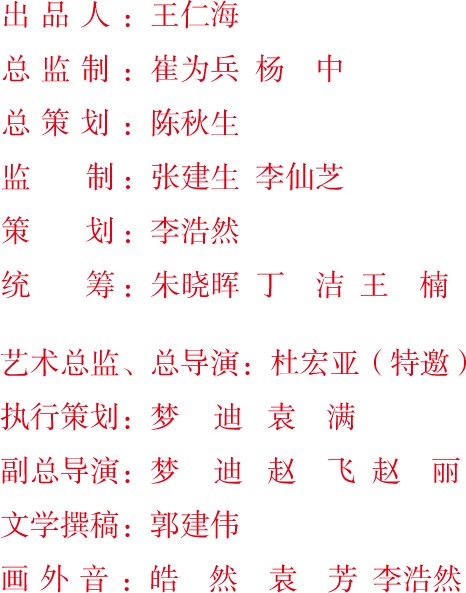 出品人：王仁海
总监制：崔为兵 杨　中
总策划：陈秋生
监　制：张建生 李仙芝
策　划：李浩然
统　筹：朱晓晖 丁　洁 王　楠
艺术总监、总导演：杜宏亚（特邀）
执行策划：梦　迪 袁　满
副总导演：梦　迪 赵　飞 赵　丽
文学撰稿：郭建伟
画外音：皓　然 袁　芳 李浩然